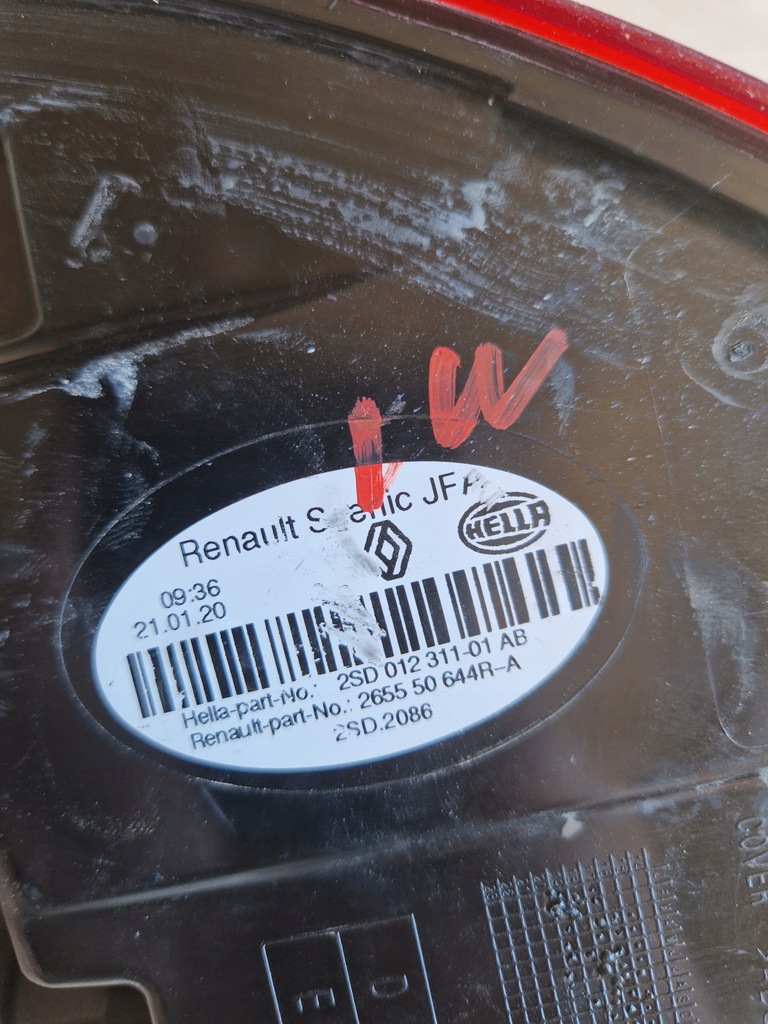 I W
Renault Scenic JFA
HELLA
09:36
21.01.20
Hella-part-No.: 2SD 012 311-01 AB
Renault-part-No.: 2655 50 644R-A
2SD.2086
COVER
D
E